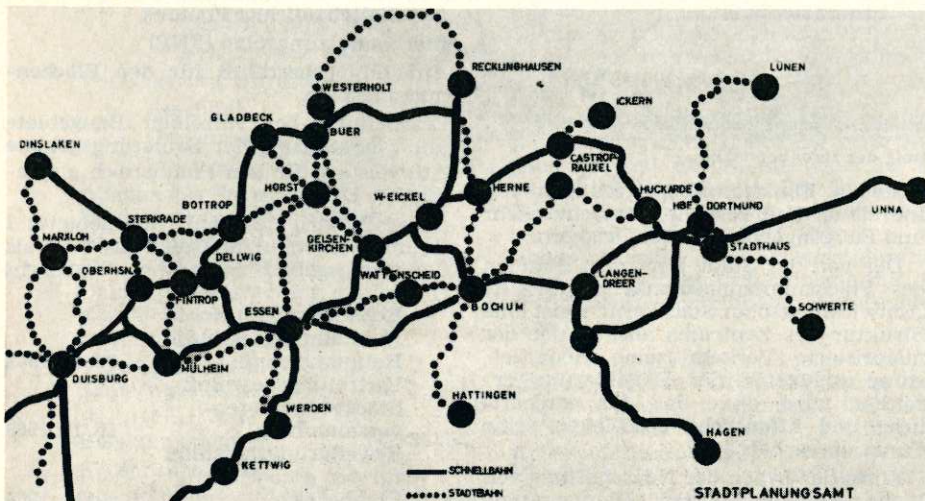 RECKLINGHAUSEN
LÜNEN
WESTERHOLT
ICKERN
GLADBECK
BUER
DINSLAKEN
CASTROP
RAUXEL
HORST
W-EICKEL
HERNE
HUCKARDE
BOTTROP
HBF
DORTMUND
UNNA
STERKRADE
GELSEN-
KIRCHEN
MARXLOH
STADTHAUS
DELLWIG
WATTENSCHEID
OBERHSN.
LANGEN-
DREER
FINTROP
ESSEN
BOCHUM
SCHWERTE
DUISBURG
MÜLHEIM
HATTINGEN
WERDEN
HAGEN
KETTWIG
SCHNELLBAHN
STADTBAHN
STADTPLANUNGSAMT